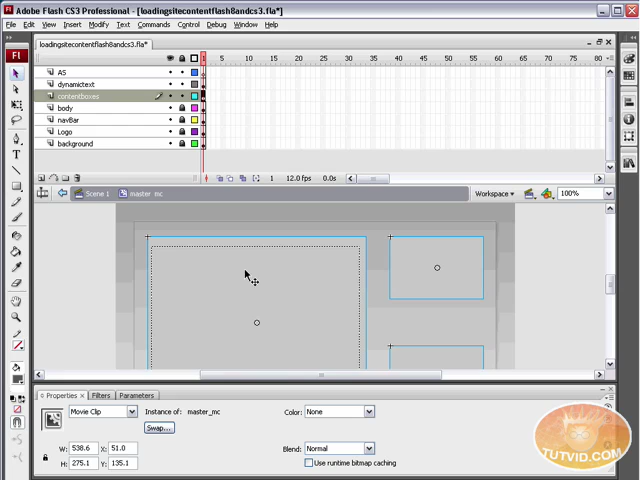 Adobe Flash CS3 Professional - [loadingsitecontentflash8andcs3.fla*]
File Edit View Insert Modify Text Commands Control Debug Window Help
Fl
loadingsitecontentflash8andcs3.fla*
1 5 10 15 20 25 30 35 40 45 50 55 60 65 70 75 80
AS
dynamictext
contentboxes
body
navBar
Logo
background
1 12.0 fps 0.0s
Scene 1 master mc Workspace 100%
Properties × Filters Parameters
Movie Clip Instance of: master_mc Color: None
Swap...
W: 538.6 X: 51.0 Blend: Normal
H: 275.1 Y: 135.1 Use runtime bitmap caching
TUTVID.COM